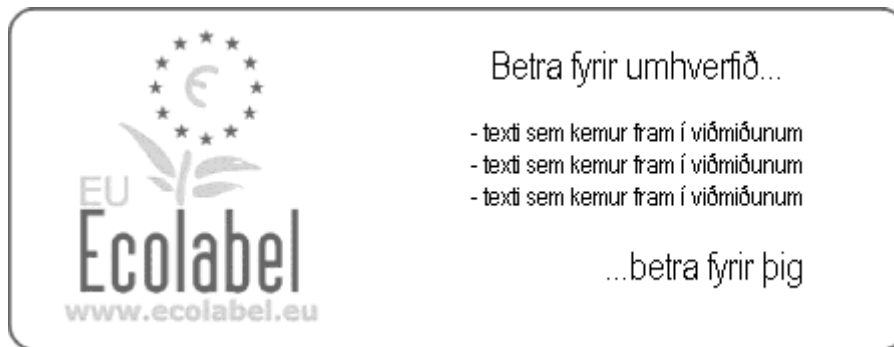 EU
Ecolabel
www.ecolabel.eu
Betra fyrir umhverfið...
- texti sem kemur fram í viðmiðunum
- texti sem kemur fram í viðmiðunum
- texti sem kemur fram í viðmiðunum
...betra fyrir þig